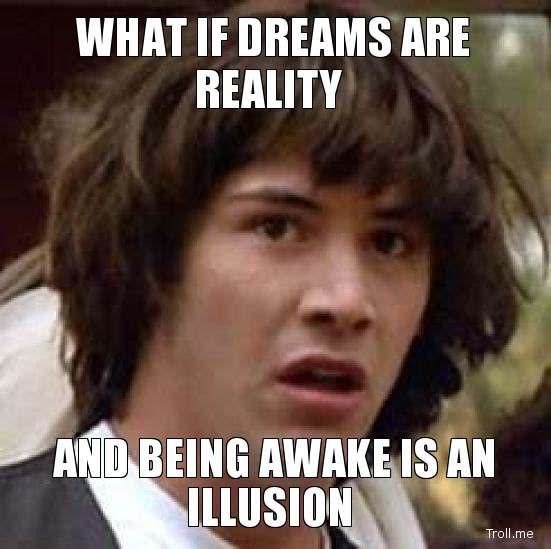 WHAT IF DREAMS ARE
REALITY
AND BEING AWAKE IS AN
ILLUSION
Troll.me